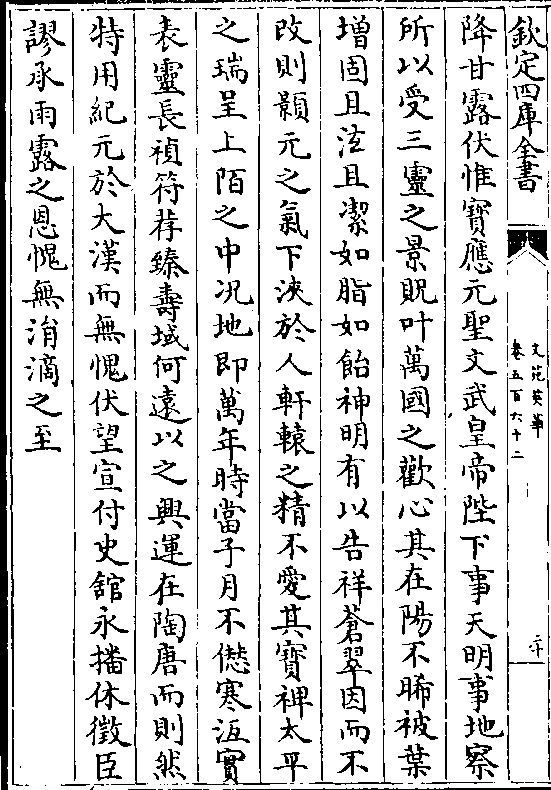 欽定四庫全書
文苑英華
卷五百六十二
二十
降甘露伏惟寶應元聖文武皇帝陛下事天明事地察
所以受三靈之景貺叶萬國之歡心其在陽不晞被葉
增固且泫且潔如脂如飴神明有以告祥蒼翠因而不
改則顥元之氣下浹於人軒轅之精不愛其寶裨太平
之瑞呈上陌之中况地即萬年時當子月不僁寒沍實
表靈長禎符荐臻壽域何遠以之興運在陶唐而則然
特用紀元於大漢而無愧伏望宣付史館永播休徵臣
謬承雨露之恩愧無涓滴之至